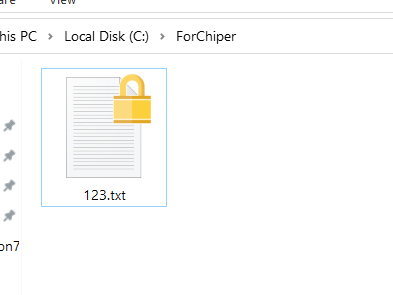 are View
his PC > Local Disk (C:) > ForChiper
123.txt
on7